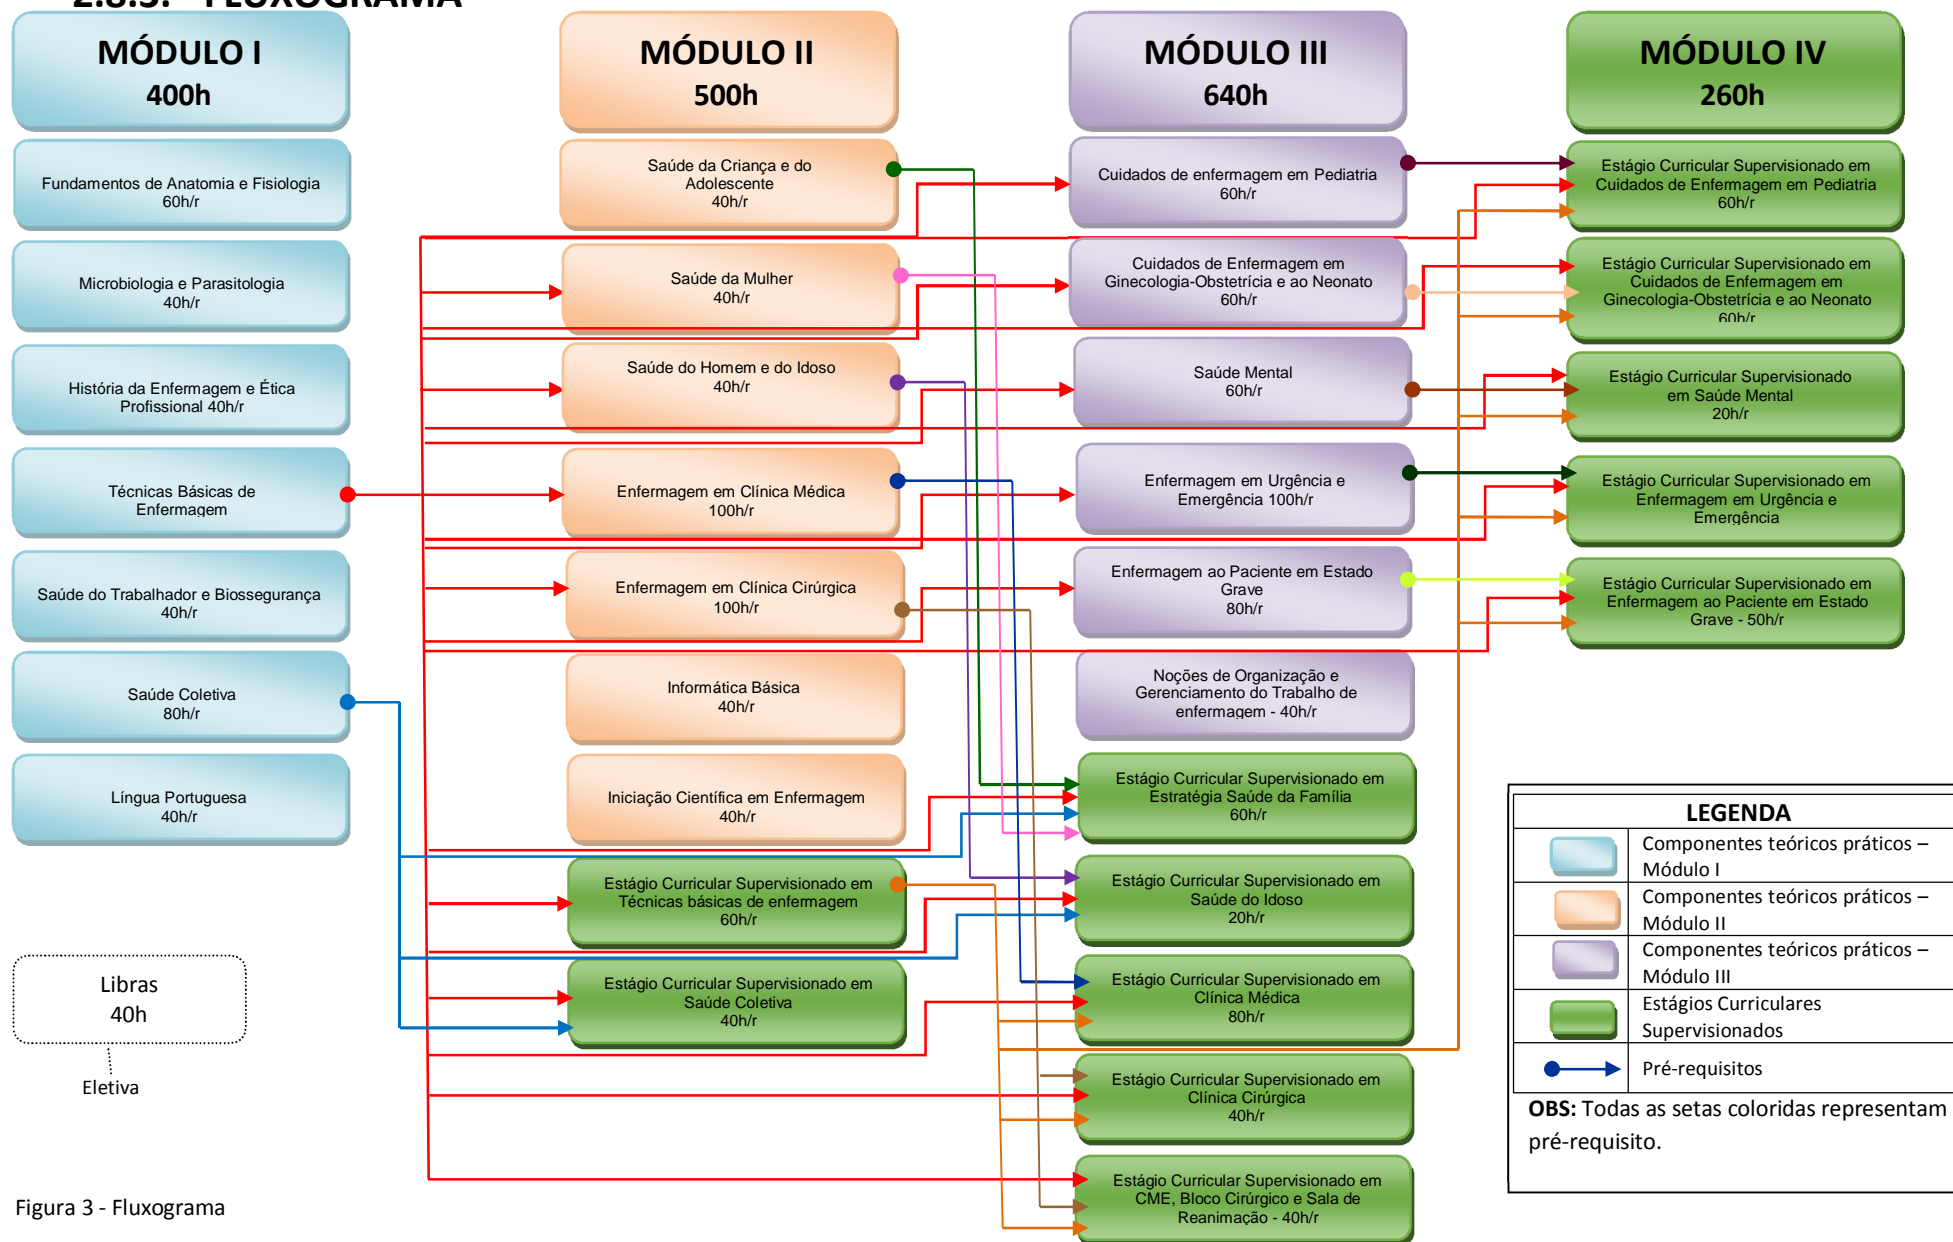 2.8.3. FLUXOGRAMA
MÓDULO I
400h
Fundamentos de Anatomia e Fisiologia
60h/r
Microbiologia e Parasitologia
40h/r
História da Enfermagem e Ética
Profissional 40h/r
Técnicas Básicas de
Enfermagem
Saúde do Trabalhador e Biossegurança
40h/r
Saúde Coletiva
80h/r
Língua Portuguesa
40h/r
Libras
40h
Eletiva
MÓDULO II
500h
Saúde da Criança e do
Adolescente
40h/r
Saúde da Mulher
40h/r
Saúde do Homem e do Idoso
40h/r
Enfermagem em Clínica Médica
100h/r
Enfermagem em Clínica Cirúrgica
100h/r
Informática Básica
40h/r
Iniciação Científica em Enfermagem
40h/r
Estágio Curricular Supervisionado em
Técnicas básicas de enfermagem
60h/r
Estágio Curricular Supervisionado em
Saúde Coletiva
40h/r
MÓDULO III
640h
Cuidados de enfermagem em Pediatria
60h/r
Cuidados de Enfermagem em
Ginecologia-Obstetrícia e ao Neonato
60h/r
Saúde Mental
60h/r
Enfermagem em Urgência e
Emergência 100h/r
Enfermagem ao Paciente em Estado
Grave
80h/r
Noções de Organização e
Gerenciamento do Trabalho de
enfermagem - 40h/r
Estágio Curricular Supervisionado em
Estratégia Saúde da Família
60h/r
Estágio Curricular Supervisionado em
Saúde do Idoso
20h/r
Estágio Curricular Supervisionado em
Clínica Médica
80h/r
Estágio Curricular Supervisionado em
Clínica Cirúrgica
40h/r
Estágio Curricular Supervisionado em
CME, Bloco Cirúrgico e Sala de
Reanimação - 40h/r
MÓDULO IV
260h
Estágio Curricular Supervisionado em
Cuidados de Enfermagem em Pediatria
60h/r
Estágio Curricular Supervisionado em
Cuidados de Enfermagem em
Ginecologia-Obstetrícia e ao Neonato
60h/r
Estágio Curricular Supervisionado
em Saúde Mental
20h/r
Estágio Curricular Supervisionado em
Enfermagem em Urgência e
Emergência
Estágio Curricular Supervisionado em
Enfermagem ao Paciente em Estado
Grave - 50h/r
LEGENDA
Componentes teóricos práticos –
Módulo I
Componentes teóricos práticos –
Módulo II
Componentes teóricos práticos –
Módulo III
Estágios Curriculares
Supervisionados
Pré-requisitos
OBS: Todas as setas coloridas representam
pré-requisito.
Figura 3 - Fluxograma